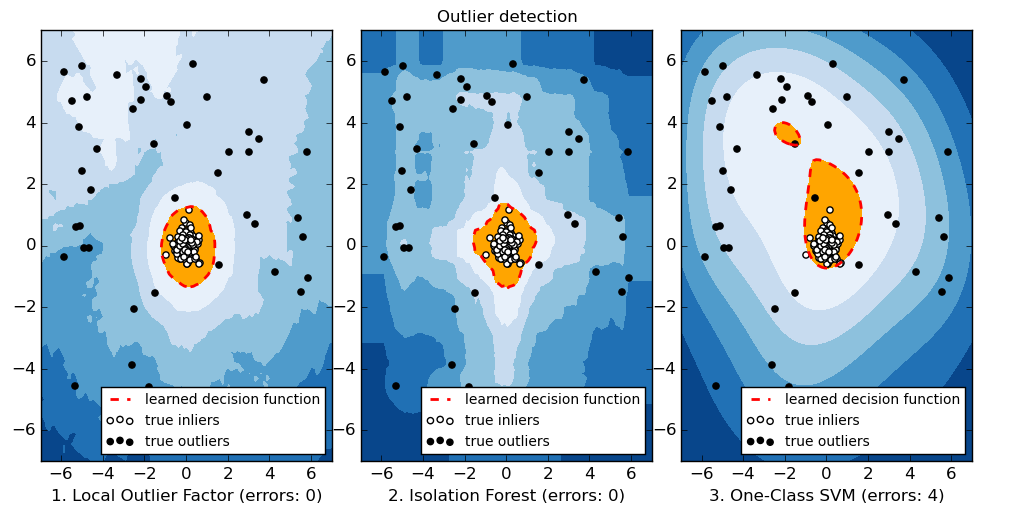 Outlier detection
6
4
2
0
−2
−4
−6
−6 −4 −2 0 2 4 6
learned decision function
true inliers
true outliers
1. Local Outlier Factor (errors: 0)
6
4
2
0
−2
−4
−6
−6 −4 −2 0 2 4 6
learned decision function
true inliers
true outliers
2. Isolation Forest (errors: 0)
6
4
2
0
−2
−4
−6
−6 −4 −2 0 2 4 6
learned decision function
true inliers
true outliers
3. One-Class SVM (errors: 4)